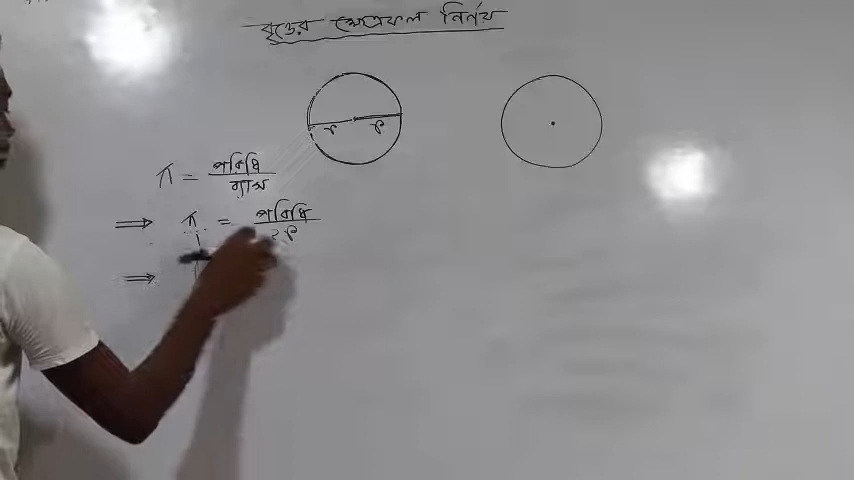 বৃত্তের ক্ষেত্রফল নির্ণয়
r r
π = পরিধি / ব্যাস
⟹ π = পরিধি / 2r
⟹